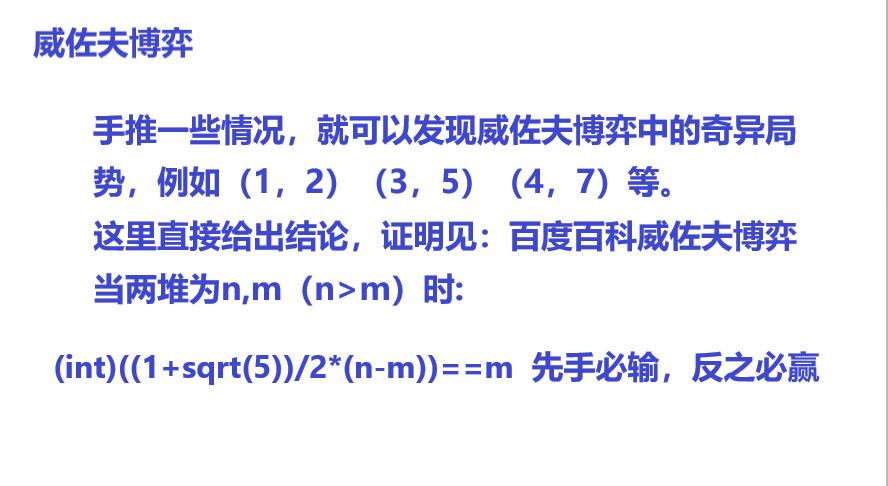 威佐夫博弈
手推一些情况，就可以发现威佐夫博弈中的奇异局
势，例如（1，2）（3，5）（4，7）等。
这里直接给出结论，证明见：百度百科威佐夫博弈
当两堆为n,m（n>m）时:
(int)((1+sqrt(5))/2*(n-m))==m 先手必输，反之必赢